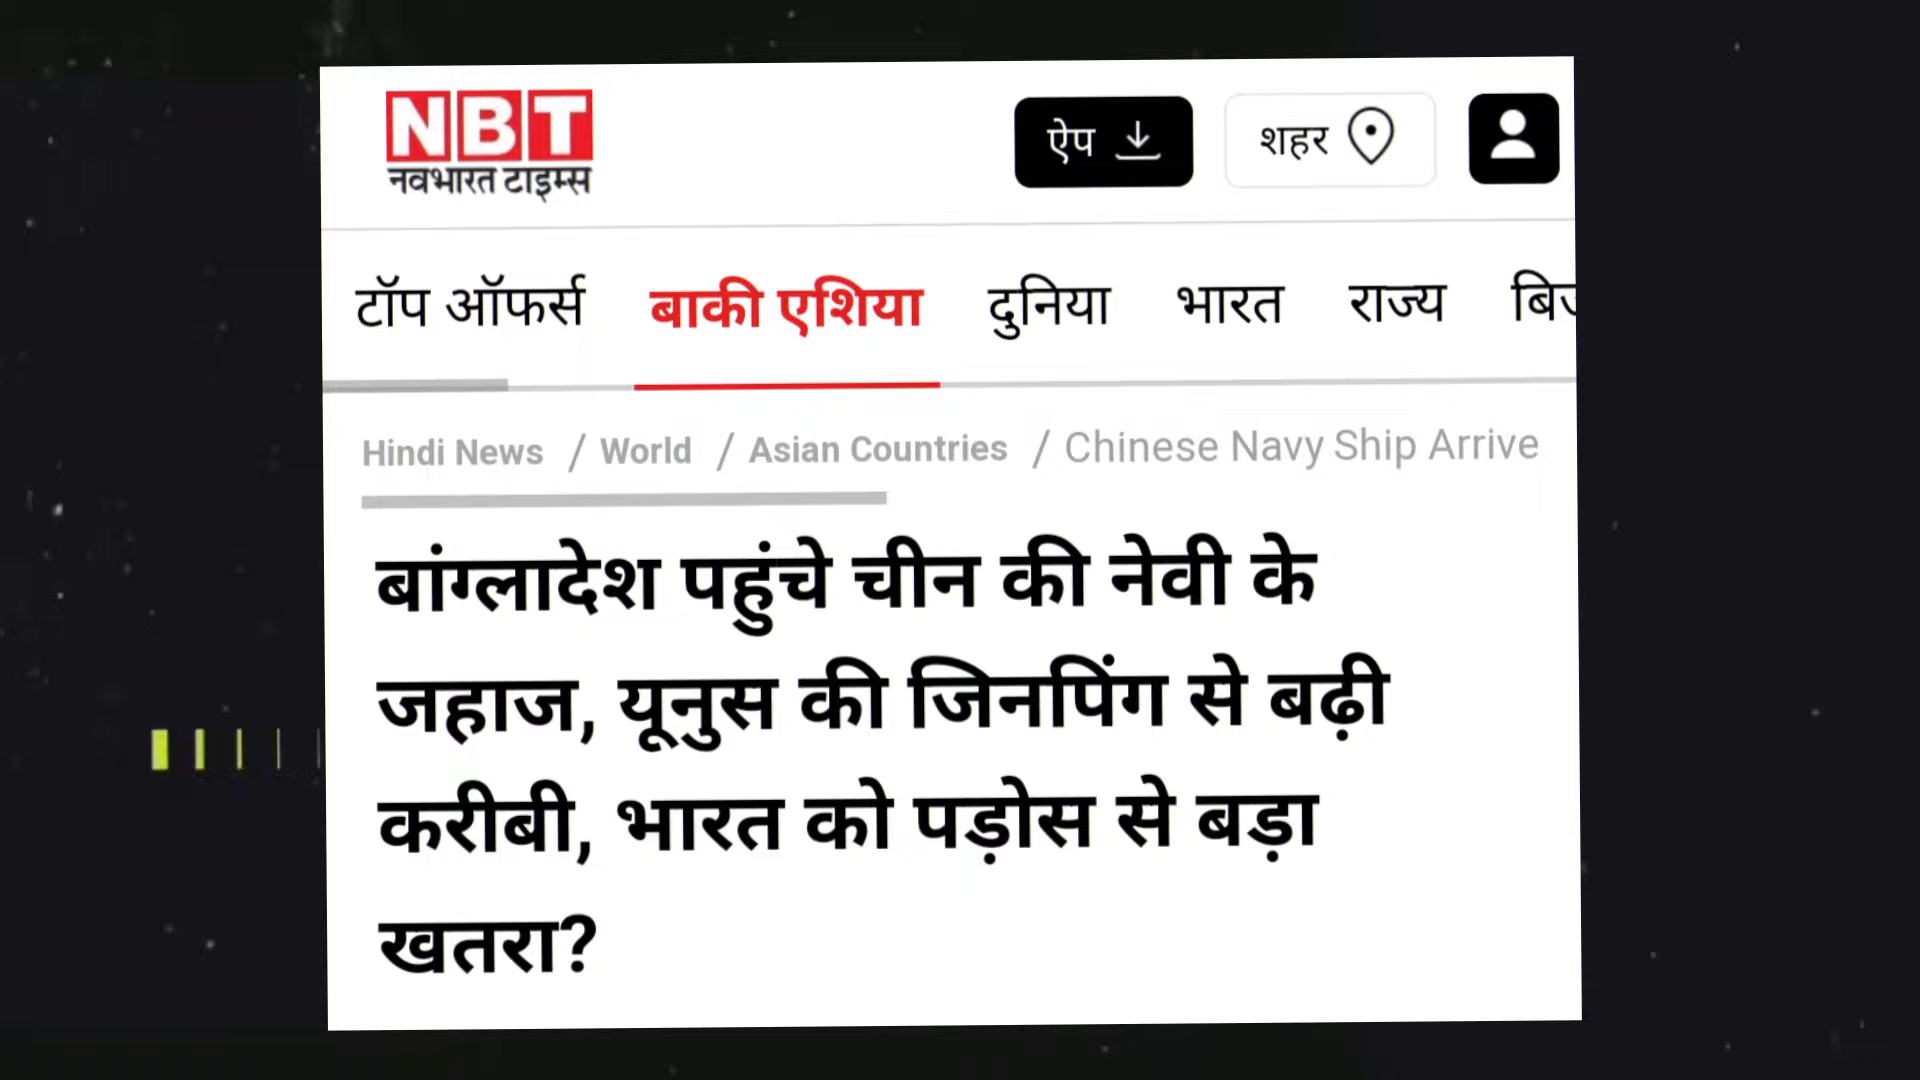 NBT
नवभारत टाइम्स
ऐप
शहर
टॉप ऑफर्स बाकी एशिया दुनिया भारत राज्य
Hindi News / World / Asian Countries / Chinese Navy Ship Arrive
बांग्लादेश पहुंचे चीन की नेवी के
जहाज, यूनुस की जिनपिंग से बढ़ी
करीबी, भारत को पड़ोस से बड़ा
खतरा?